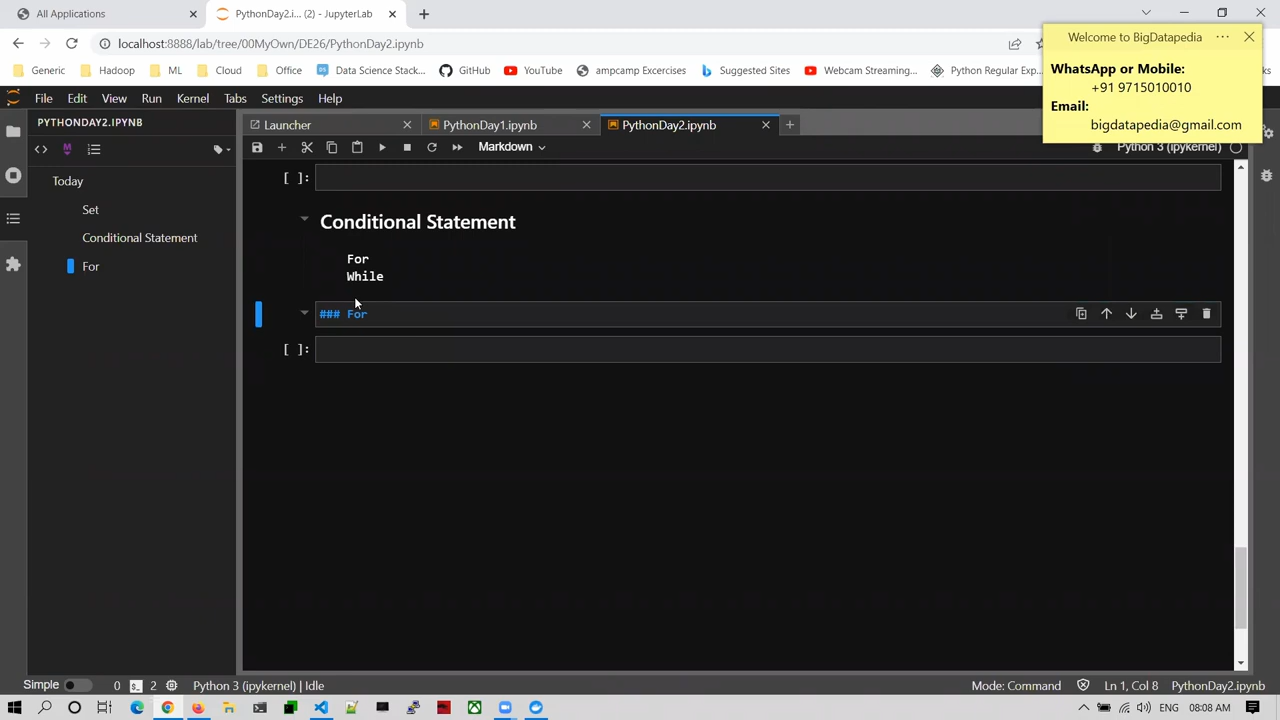 All Applications
PythonDay2.i... (2) - JupyterLab
localhost:8888/lab/tree/00MyOwn/DE26/PythonDay2.ipynb
Generic
Hadoop
ML
Cloud
Office
Data Science Stack...
GitHub
YouTube
ampcamp Excercises
Suggested Sites
Webcam Streaming...
Python Regular Exp...
Welcome to BigDatapedia
WhatsApp or Mobile:
+91 9715010010
Email:
bigdatapedia@gmail.com
File Edit View Run Kernel Tabs Settings Help
PYTHONDAY2.IPYNB
Today
Set
Conditional Statement
For
Launcher
PythonDay1.ipynb
PythonDay2.ipynb
Markdown
Python 3 (ipykernel)
[ ]:
Conditional Statement
For
While
### For
[ ]:
Simple
0
2
Python 3 (ipykernel) | Idle
Mode: Command
Ln 1, Col 8
PythonDay2.ipynb
ENG
08:08 AM